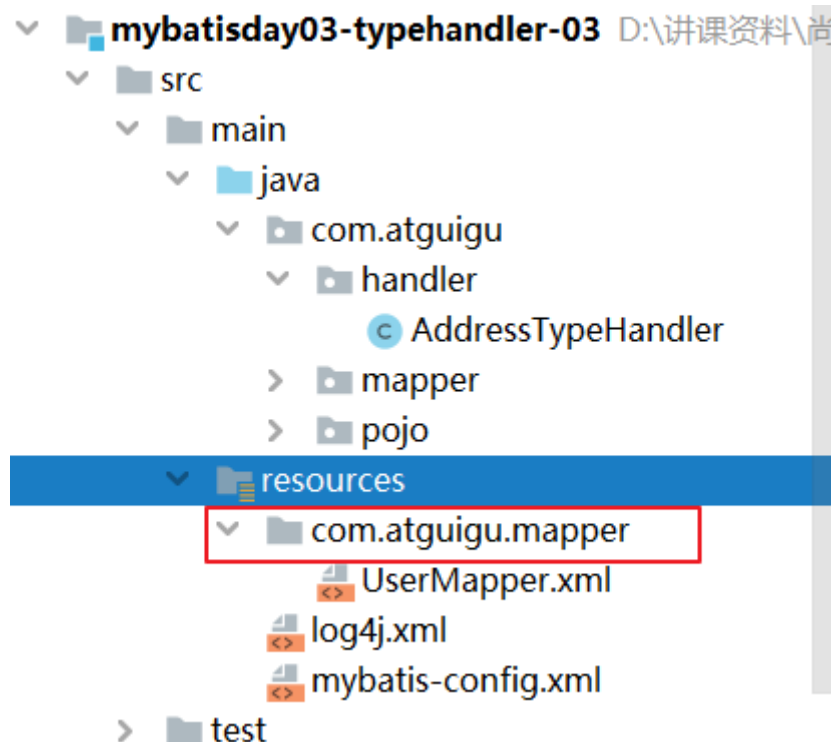 mybatisday03-typehandler-03 D:\讲课资料\尚
src
main
java
com.atguigu
handler
AddressTypeHandler
mapper
pojo
resources
com.atguigu.mapper
UserMapper.xml
log4j.xml
mybatis-config.xml
test